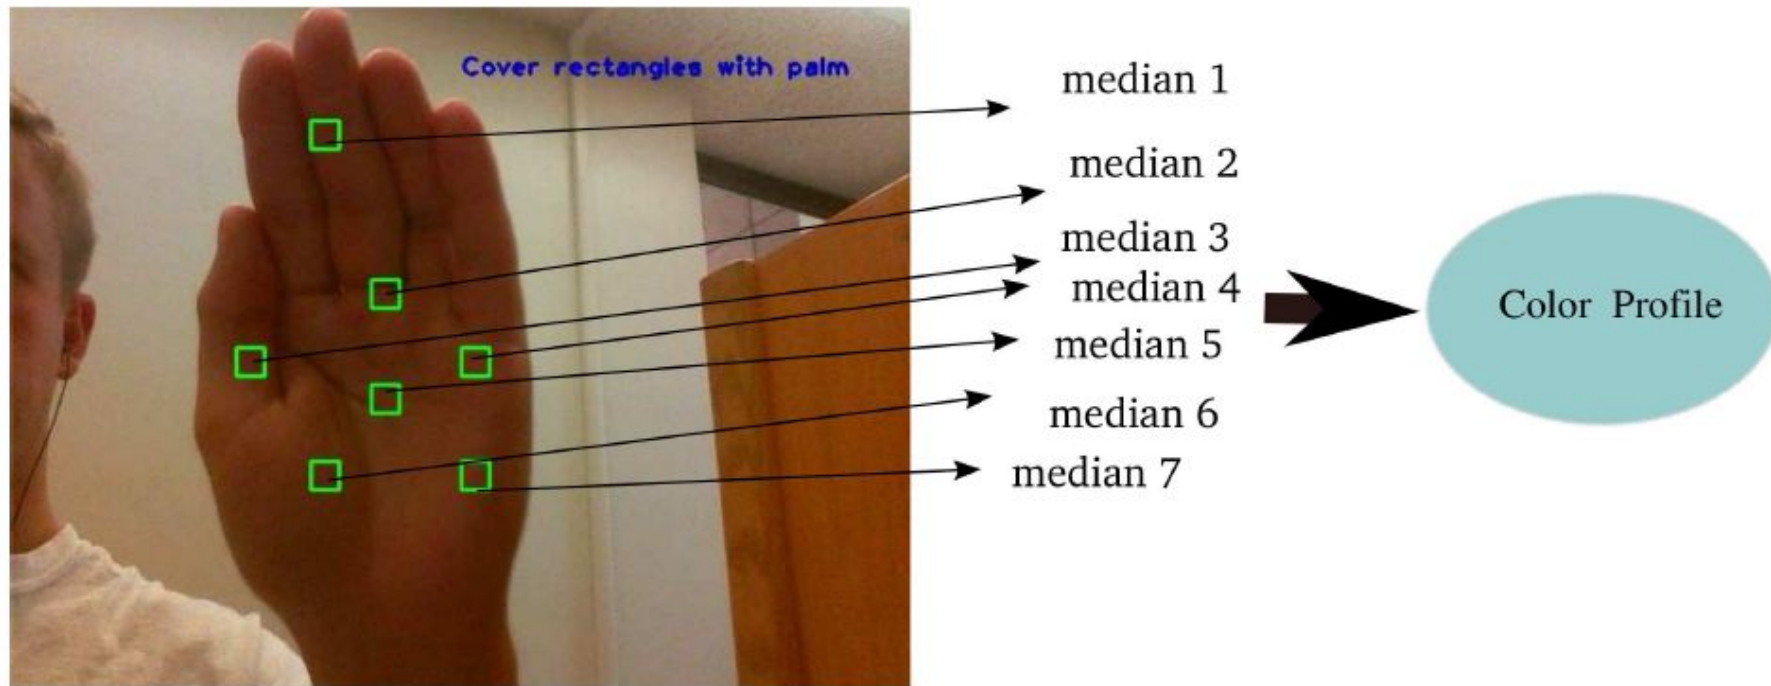 Cover rectangles with palm
median 1
median 2
median 3
median 4
median 5
median 6
median 7
Color Profile